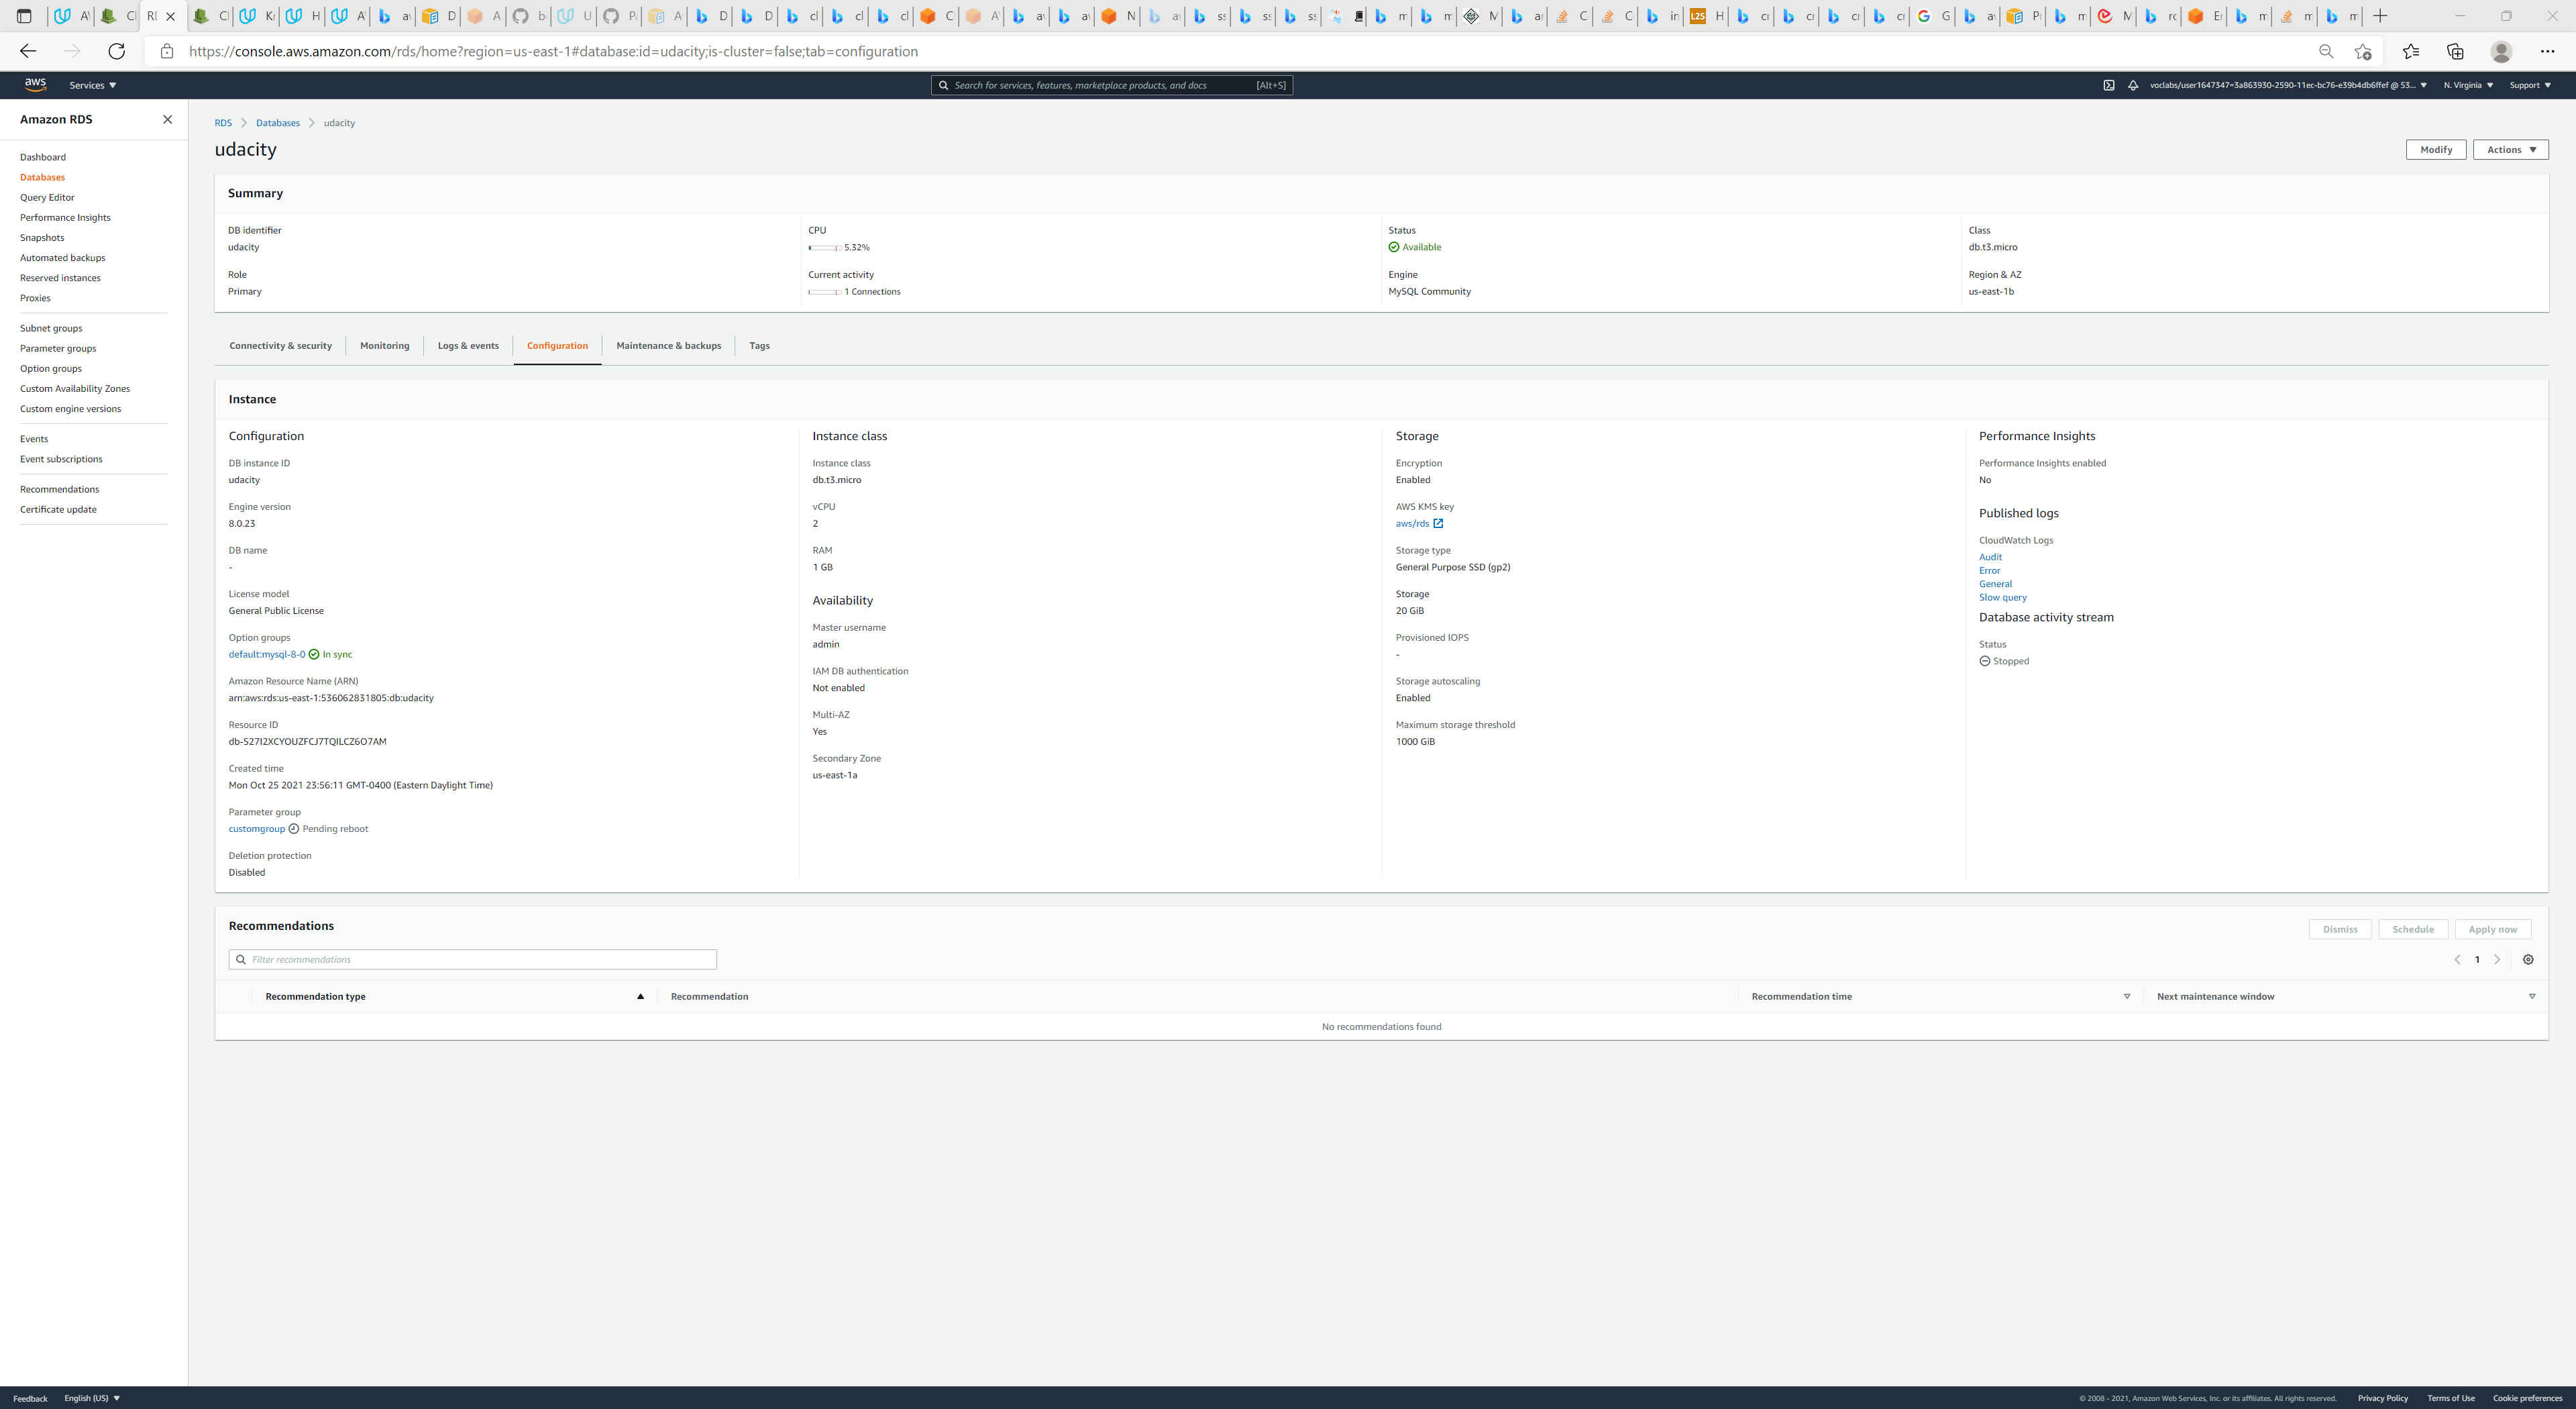 https://console.aws.amazon.com/rds/home?region=us-east-1#database:id=udacity;is-cluster=false;tab=configuration
aws
Services
Search for services, features, marketplace products, and docs [Alt+S]
voclabs/user1647347=3a863930-2590-11ec-bc76-e39b4db6ffef @ 53...
N. Virginia
Support
Amazon RDS
Dashboard
Databases
Query Editor
Performance Insights
Snapshots
Automated backups
Reserved instances
Proxies
Subnet groups
Parameter groups
Option groups
Custom Availability Zones
Custom engine versions
Events
Event subscriptions
Recommendations
Certificate update
RDS > Databases > udacity
udacity
Modify
Actions
Summary
DB identifier
udacity
Role
Primary
CPU
5.32%
Current activity
1 Connections
Status
Available
Engine
MySQL Community
Class
db.t3.micro
Region & AZ
us-east-1b
Connectivity & security
Monitoring
Logs & events
Configuration
Maintenance & backups
Tags
Instance
Configuration
DB instance ID
udacity
Engine version
8.0.23
DB name
-
License model
General Public License
Option groups
default:mysql-8-0 In sync
Amazon Resource Name (ARN)
arn:aws:rds:us-east-1:536062831805:db:udacity
Resource ID
db-S27I2XCYOUZFCJ7TQILCZ6O7AM
Created time
Mon Oct 25 2021 23:56:11 GMT-0400 (Eastern Daylight Time)
Parameter group
customgroup Pending reboot
Deletion protection
Disabled
Instance class
Instance class
db.t3.micro
vCPU
2
RAM
1 GB
Availability
Master username
admin
IAM DB authentication
Not enabled
Multi-AZ
Yes
Secondary Zone
us-east-1a
Storage
Encryption
Enabled
AWS KMS key
aws/rds
Storage type
General Purpose SSD (gp2)
Storage
20 GiB
Provisioned IOPS
-
Storage autoscaling
Enabled
Maximum storage threshold
1000 GiB
Performance Insights
Performance Insights enabled
No
Published logs
CloudWatch Logs
Audit
Error
General
Slow query
Database activity stream
Status
Stopped
Recommendations
Dismiss
Schedule
Apply now
Filter recommendations
1
Recommendation type
Recommendation
Recommendation time
Next maintenance window
No recommendations found
Feedback
English (US)
© 2008 - 2021, Amazon Web Services, Inc. or its affiliates. All rights reserved.
Privacy Policy
Terms of Use
Cookie preferences